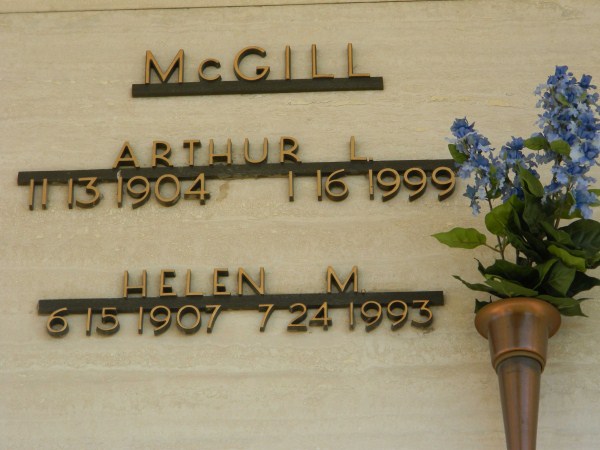 McGILL
ARTHUR L.
11 13 1904 1 16 1999
HELEN M.
6 15 1907 7 24 1993